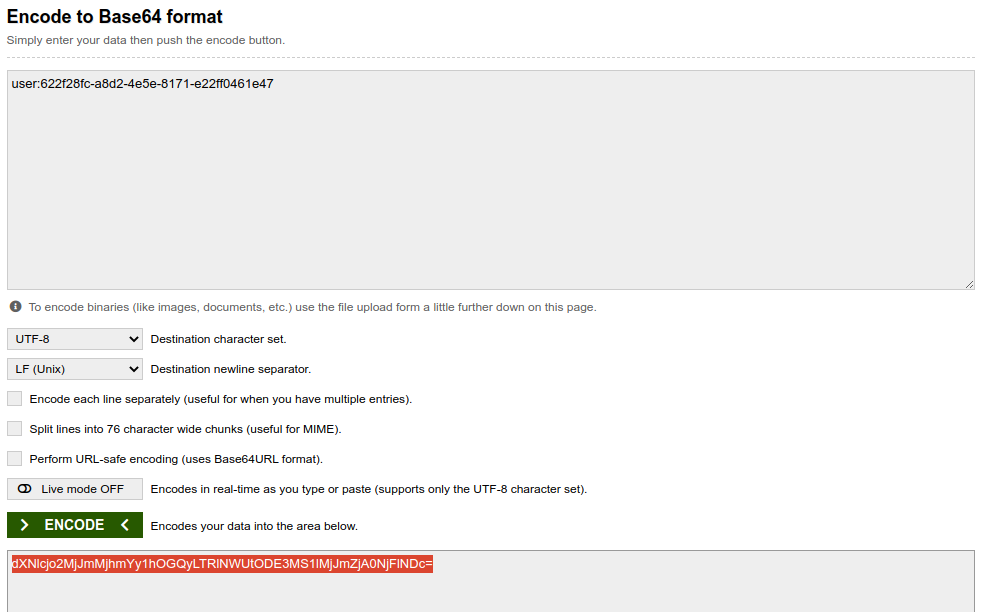 Encode to Base64 format
Simply enter your data then push the encode button.
user:622f28fc-a8d2-4e5e-8171-e22ff0461e47
To encode binaries (like images, documents, etc.) use the file upload form a little further down on this page.
UTF-8 Destination character set.
LF (Unix) Destination newline separator.
Encode each line separately (useful for when you have multiple entries).
Split lines into 76 character wide chunks (useful for MIME).
Perform URL-safe encoding (uses Base64URL format).
Live mode OFF Encodes in real-time as you type or paste (supports only the UTF-8 character set).
> ENCODE < Encodes your data into the area below.
dXNlcjo2MjJmMjhmYy1hOGQyLTRlNWUtODE3MS1lMjJmZjA0NjFlNDc=